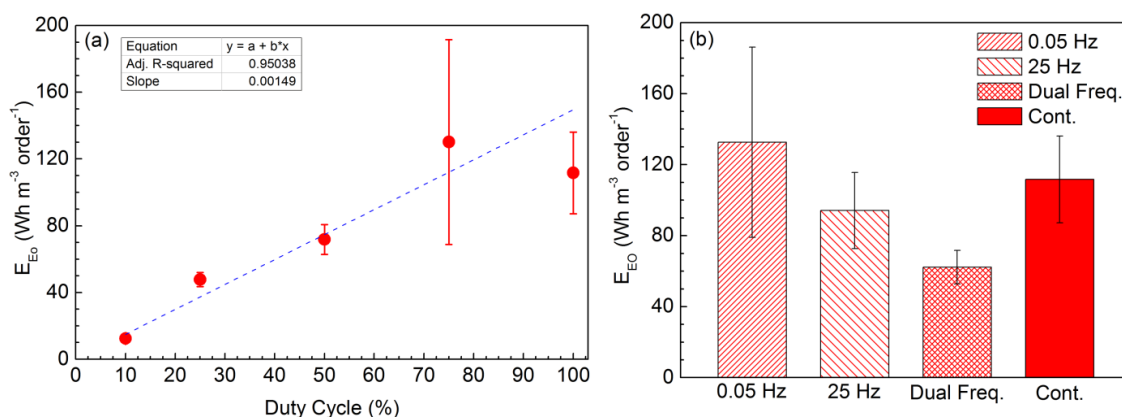 (a)
Equation y = a + b*x
Adj. R-squared 0.95038
Slope 0.00149
200
160
120
80
40
0
E_EO (Wh m⁻³ order⁻¹)
0 10 20 30 40 50 60 70 80 90 100
Duty Cycle (%)
(b)
0.05 Hz
25 Hz
Dual Freq.
Cont.
200
160
120
80
40
0
E_EO (Wh m⁻³ order⁻¹)
0.05 Hz 25 Hz Dual Freq. Cont.